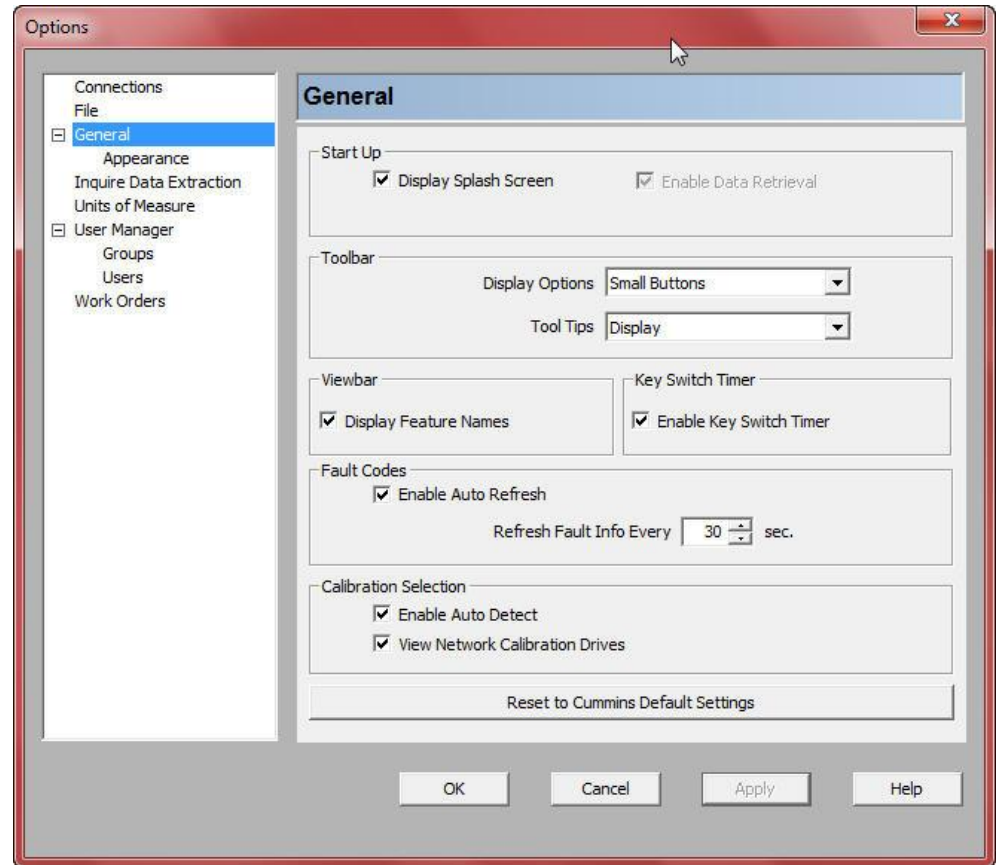 Options
Connections
File
General
Appearance
Inquire Data Extraction
Units of Measure
User Manager
Groups
Users
Work Orders
General
Start Up
Display Splash Screen Enable Data Retrieval
Toolbar
Display Options Small Buttons
Tool Tips Display
Viewbar Key Switch Timer
Display Feature Names Enable Key Switch Timer
Fault Codes
Enable Auto Refresh
Refresh Fault Info Every 30 sec.
Calibration Selection
Enable Auto Detect
View Network Calibration Drives
Reset to Cummins Default Settings
OK Cancel Apply Help